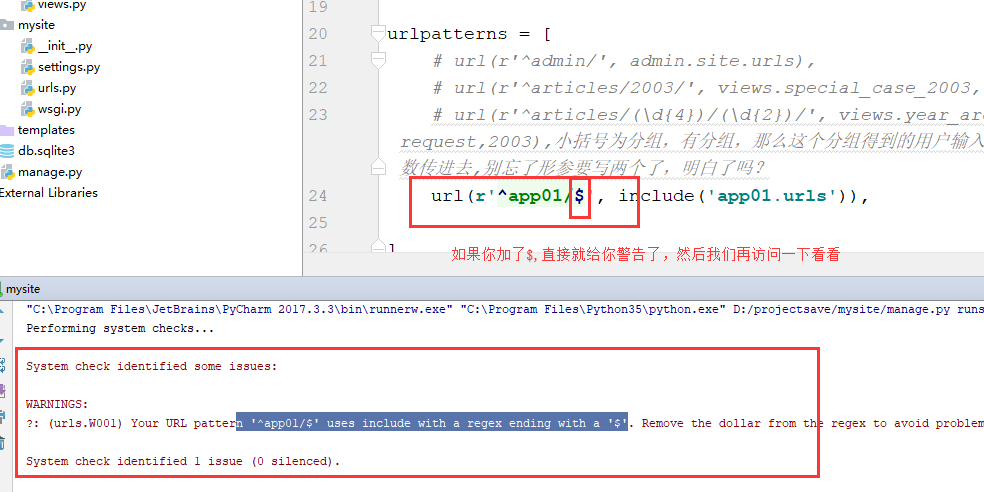 views.py
mysite
__init__.py
settings.py
urls.py
wsgi.py
templates
db.sqlite3
manage.py
External Libraries
19
20 urlpatterns = [
21 # url(r'^admin/', admin.site.urls),
22 # url(r'^articles/2003/', views.special_case_2003,
23 # url(r'^articles/(\d{4})/(\d{2})/', views.year_arc
request,2003),小括号为分组，有分组，那么这个分组得到的用户输入
数传进去,别忘了形参要写两个了，明白了吗?
24 url(r'^app01/$', include('app01.urls')),
25
26 ]
如果你加了$,直接就给你警告了，然后我们再访问一下看看
mysite
"C:\Program Files\JetBrains\PyCharm 2017.3.3\bin\runnerw.exe" "C:\Program Files\Python35\python.exe" D:/projectsave/mysite/manage.py runs
Performing system checks...
System check identified some issues:
WARNINGS:
?: (urls.W001) Your URL pattern '^app01/$' uses include with a regex ending with a '$'. Remove the dollar from the regex to avoid problem
System check identified 1 issue (0 silenced).